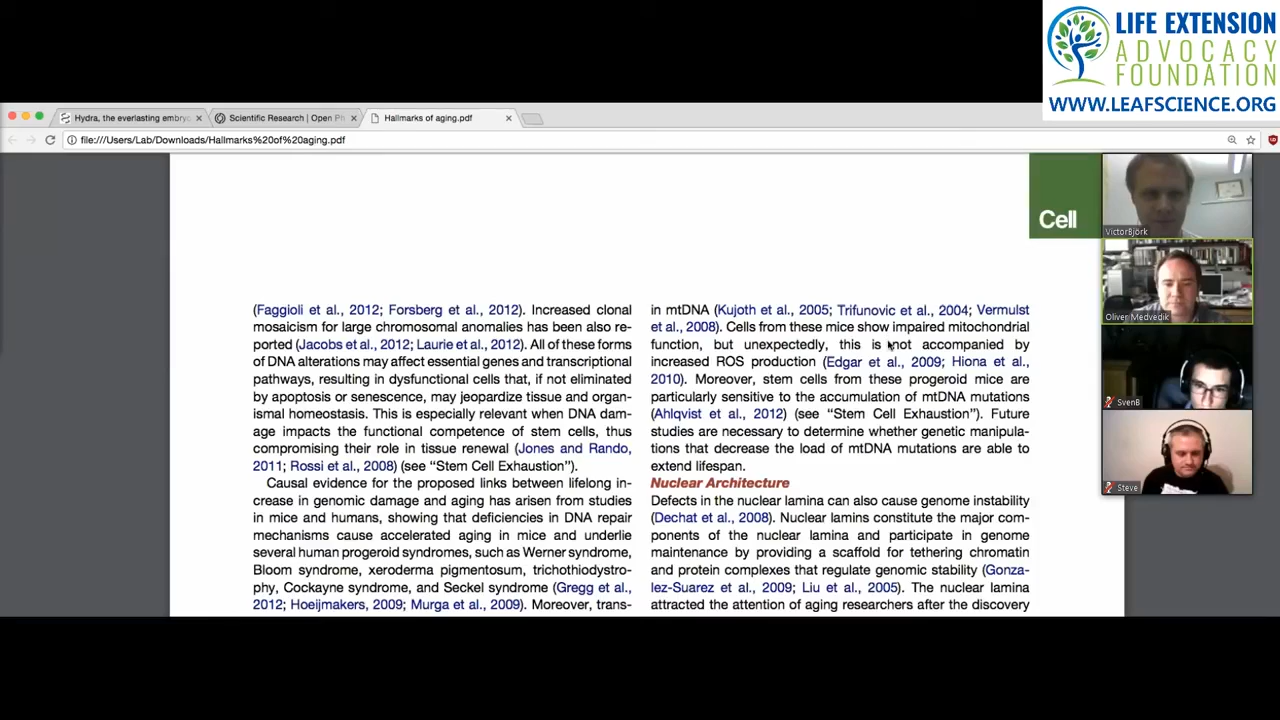 LIFE EXTENSION
ADVOCACY
FOUNDATION
WWW.LEAFSCIENCE.ORG
Hydra, the everlasting embryo
Scientific Research | Open Ph
Hallmarks of aging.pdf
file:///Users/Lab/Downloads/Hallmarks%20of%20aging.pdf
Cell
(Faggioli et al., 2012; Forsberg et al., 2012). Increased clonal
mosaicism for large chromosomal anomalies has been also re-
ported (Jacobs et al., 2012; Laurie et al., 2012). All of these forms
of DNA alterations may affect essential genes and transcriptional
pathways, resulting in dysfunctional cells that, if not eliminated
by apoptosis or senescence, may jeopardize tissue and organ-
ismal homeostasis. This is especially relevant when DNA dam-
age impacts the functional competence of stem cells, thus
compromising their role in tissue renewal (Jones and Rando,
2011; Rossi et al., 2008) (see “Stem Cell Exhaustion”).
Causal evidence for the proposed links between lifelong in-
crease in genomic damage and aging has arisen from studies
in mice and humans, showing that deficiencies in DNA repair
mechanisms cause accelerated aging in mice and underlie
several human progeroid syndromes, such as Werner syndrome,
Bloom syndrome, xeroderma pigmentosum, trichothiodystro-
phy, Cockayne syndrome, and Seckel syndrome (Gregg et al.,
2012; Hoeijmakers, 2009; Murga et al., 2009). Moreover, trans-
in mtDNA (Kujoth et al., 2005; Trifunovic et al., 2004; Vermulst
et al., 2008). Cells from these mice show impaired mitochondrial
function, but unexpectedly, this is not accompanied by
increased ROS production (Edgar et al., 2009; Hiona et al.,
2010). Moreover, stem cells from these progeroid mice are
particularly sensitive to the accumulation of mtDNA mutations
(Ahlqvist et al., 2012) (see “Stem Cell Exhaustion”). Future
studies are necessary to determine whether genetic manipula-
tions that decrease the load of mtDNA mutations are able to
extend lifespan.
Nuclear Architecture
Defects in the nuclear lamina can also cause genome instability
(Dechat et al., 2008). Nuclear lamins constitute the major com-
ponents of the nuclear lamina and participate in genome
maintenance by providing a scaffold for tethering chromatin
and protein complexes that regulate genomic stability (Gonza-
lez-Suarez et al., 2009; Liu et al., 2005). The nuclear lamina
attracted the attention of aging researchers after the discovery
VictorBjörk
Oliver Medvedik
SvenB
Steve